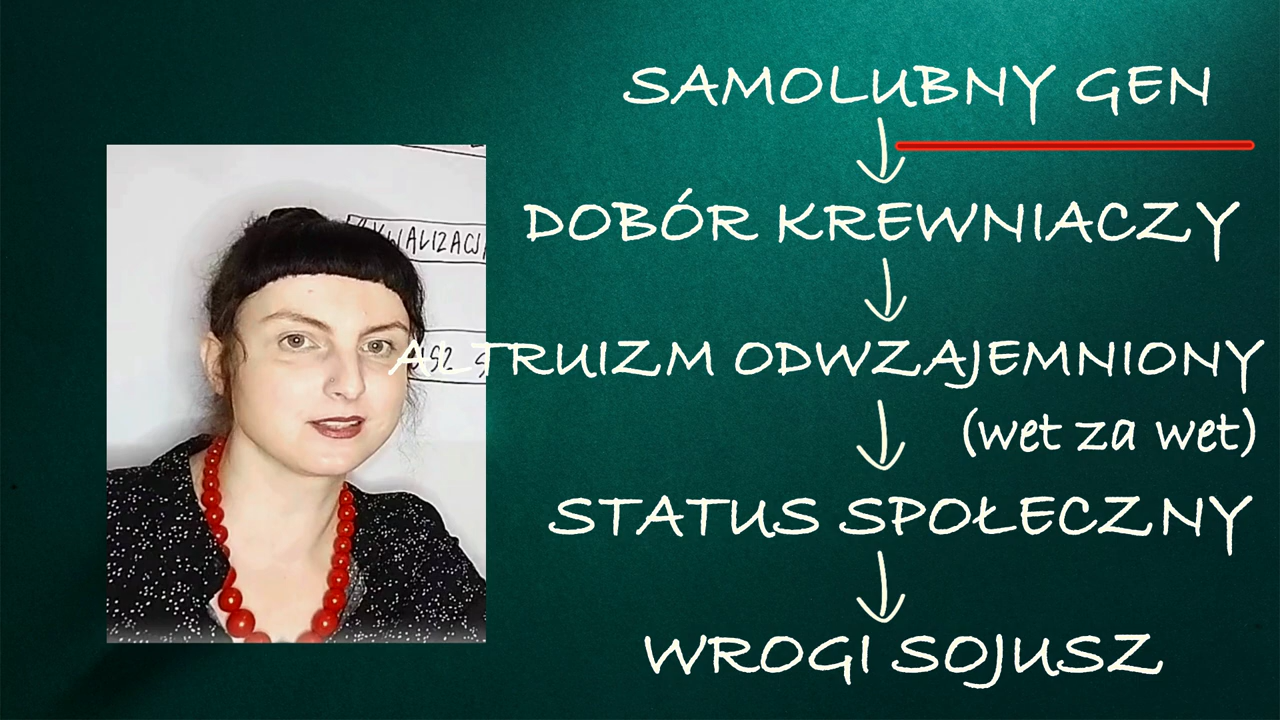 SAMOLUBNY GEN
DOBÓR KREWNIACZY
ALTRUIZM ODWZAJEMNIONY
(wet za wet)
STATUS SPOŁECZNY
WROGI SOJUSZ